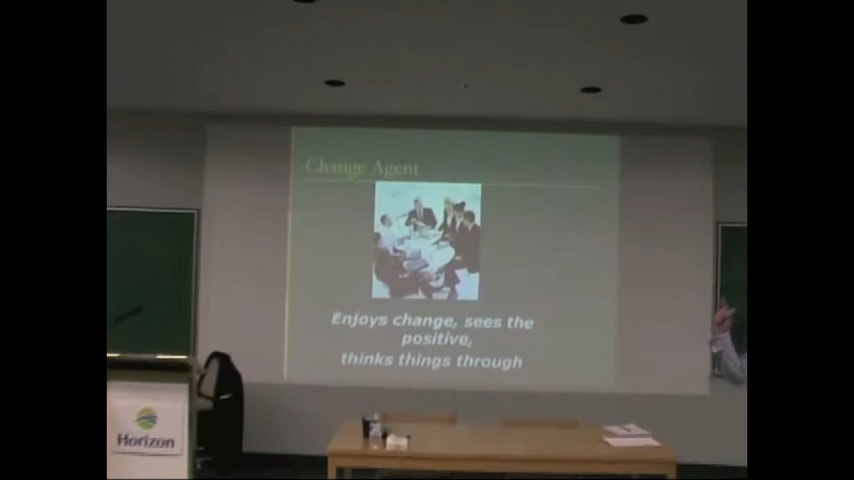 Change Agent
Enjoys change, sees the
positive,
thinks things through
Horizon